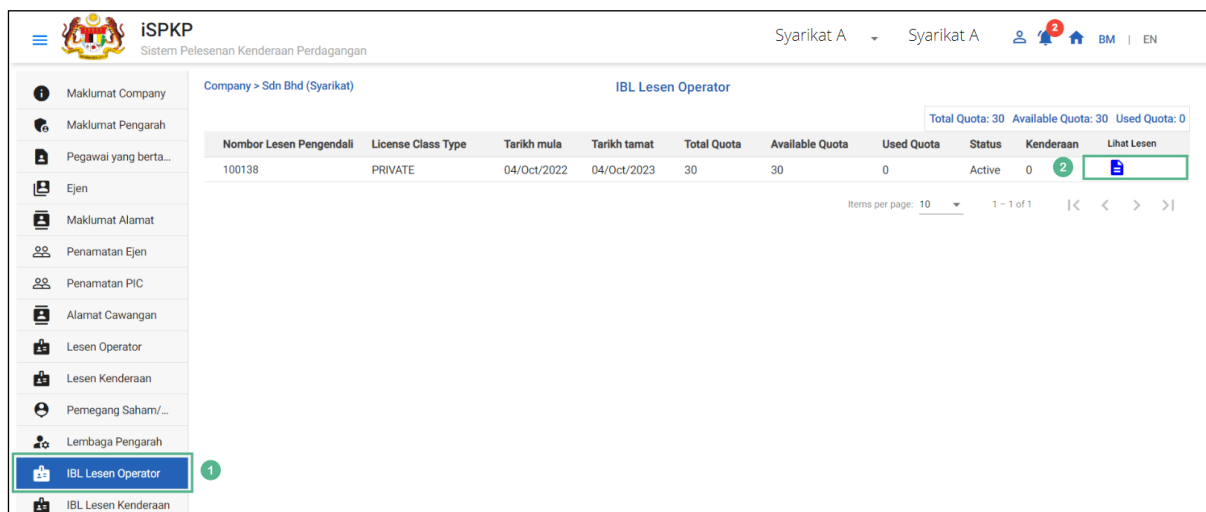 iSPKP
Sistem Pelesenan Kenderaan Perdagangan
Syarikat A Syarikat A 2 BM | EN
Maklumat Company
Maklumat Pengarah
Pegawai yang berta...
Ejen
Maklumat Alamat
Penamatan Ejen
Penamatan PIC
Alamat Cawangan
Lesen Operator
Lesen Kenderaan
Pemegang Saham/...
Lembaga Pengarah
IBL Lesen Operator 1
IBL Lesen Kenderaan
Company > Sdn Bhd (Syarikat) IBL Lesen Operator
Total Quota: 30 Available Quota: 30 Used Quota: 0
Nombor Lesen Pengendali License Class Type Tarikh mula Tarikh tamat Total Quota Available Quota Used Quota Status Kenderaan Lihat Lesen
100138 PRIVATE 04/Oct/2022 04/Oct/2023 30 30 0 Active 0 2
Items per page: 10 1 – 1 of 1